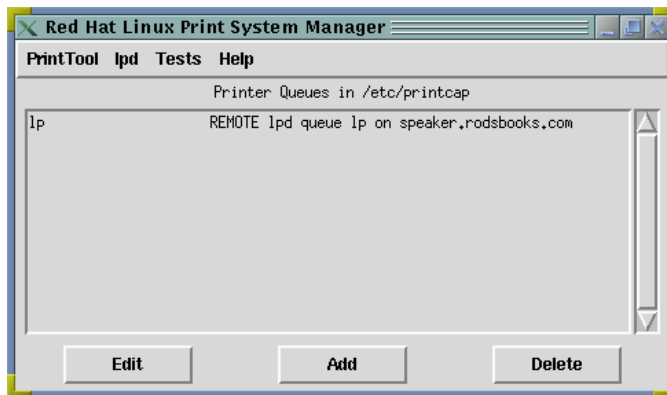 Red Hat Linux Print System Manager
PrintTool lpd Tests Help
Printer Queues in /etc/printcap
lp REMOTE lpd queue lp on speaker.rodsbooks.com
Edit Add Delete